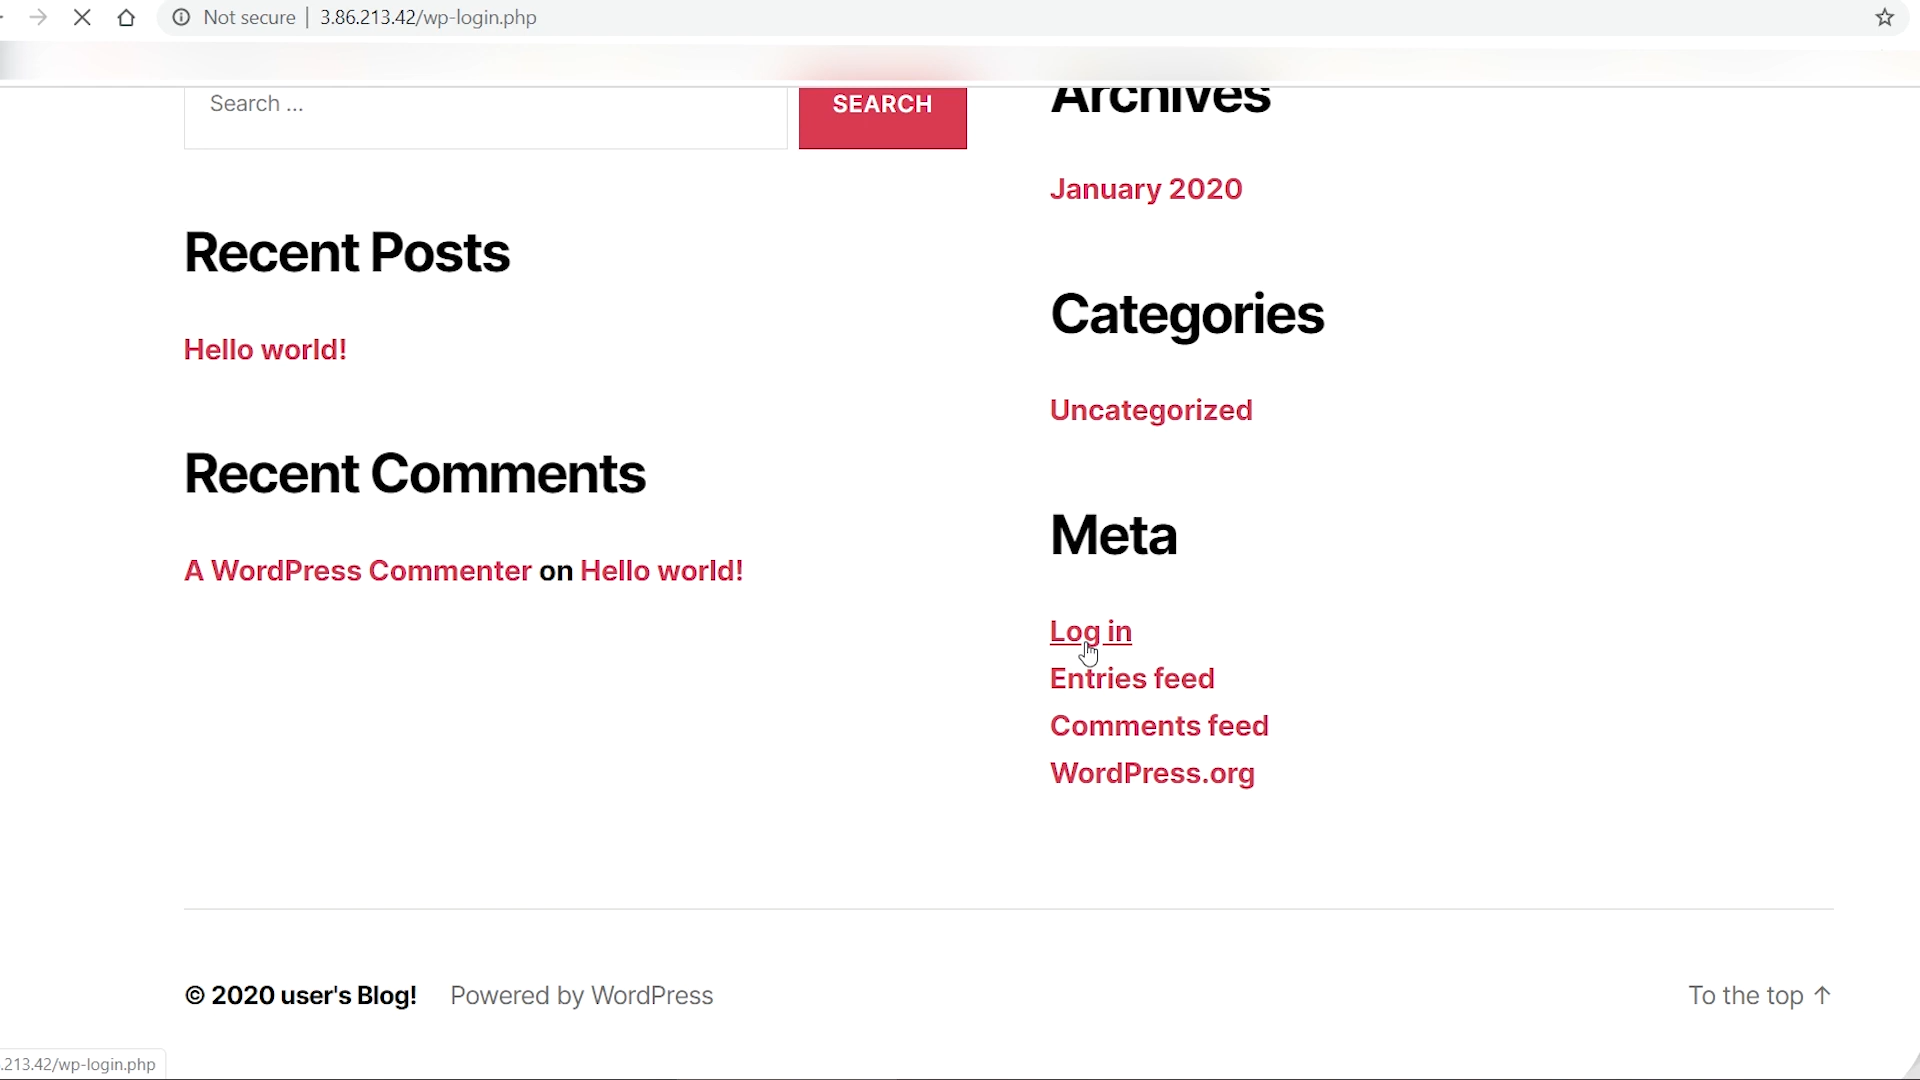 Not secure | 3.86.213.42/wp-login.php
Search ...
SEARCH
Recent Posts
Hello world!
Recent Comments
A WordPress Commenter on Hello world!
Archives
January 2020
Categories
Uncategorized
Meta
Log in
Entries feed
Comments feed
WordPress.org
© 2020 user's Blog! Powered by WordPress
To the top ↑
.213.42/wp-login.php